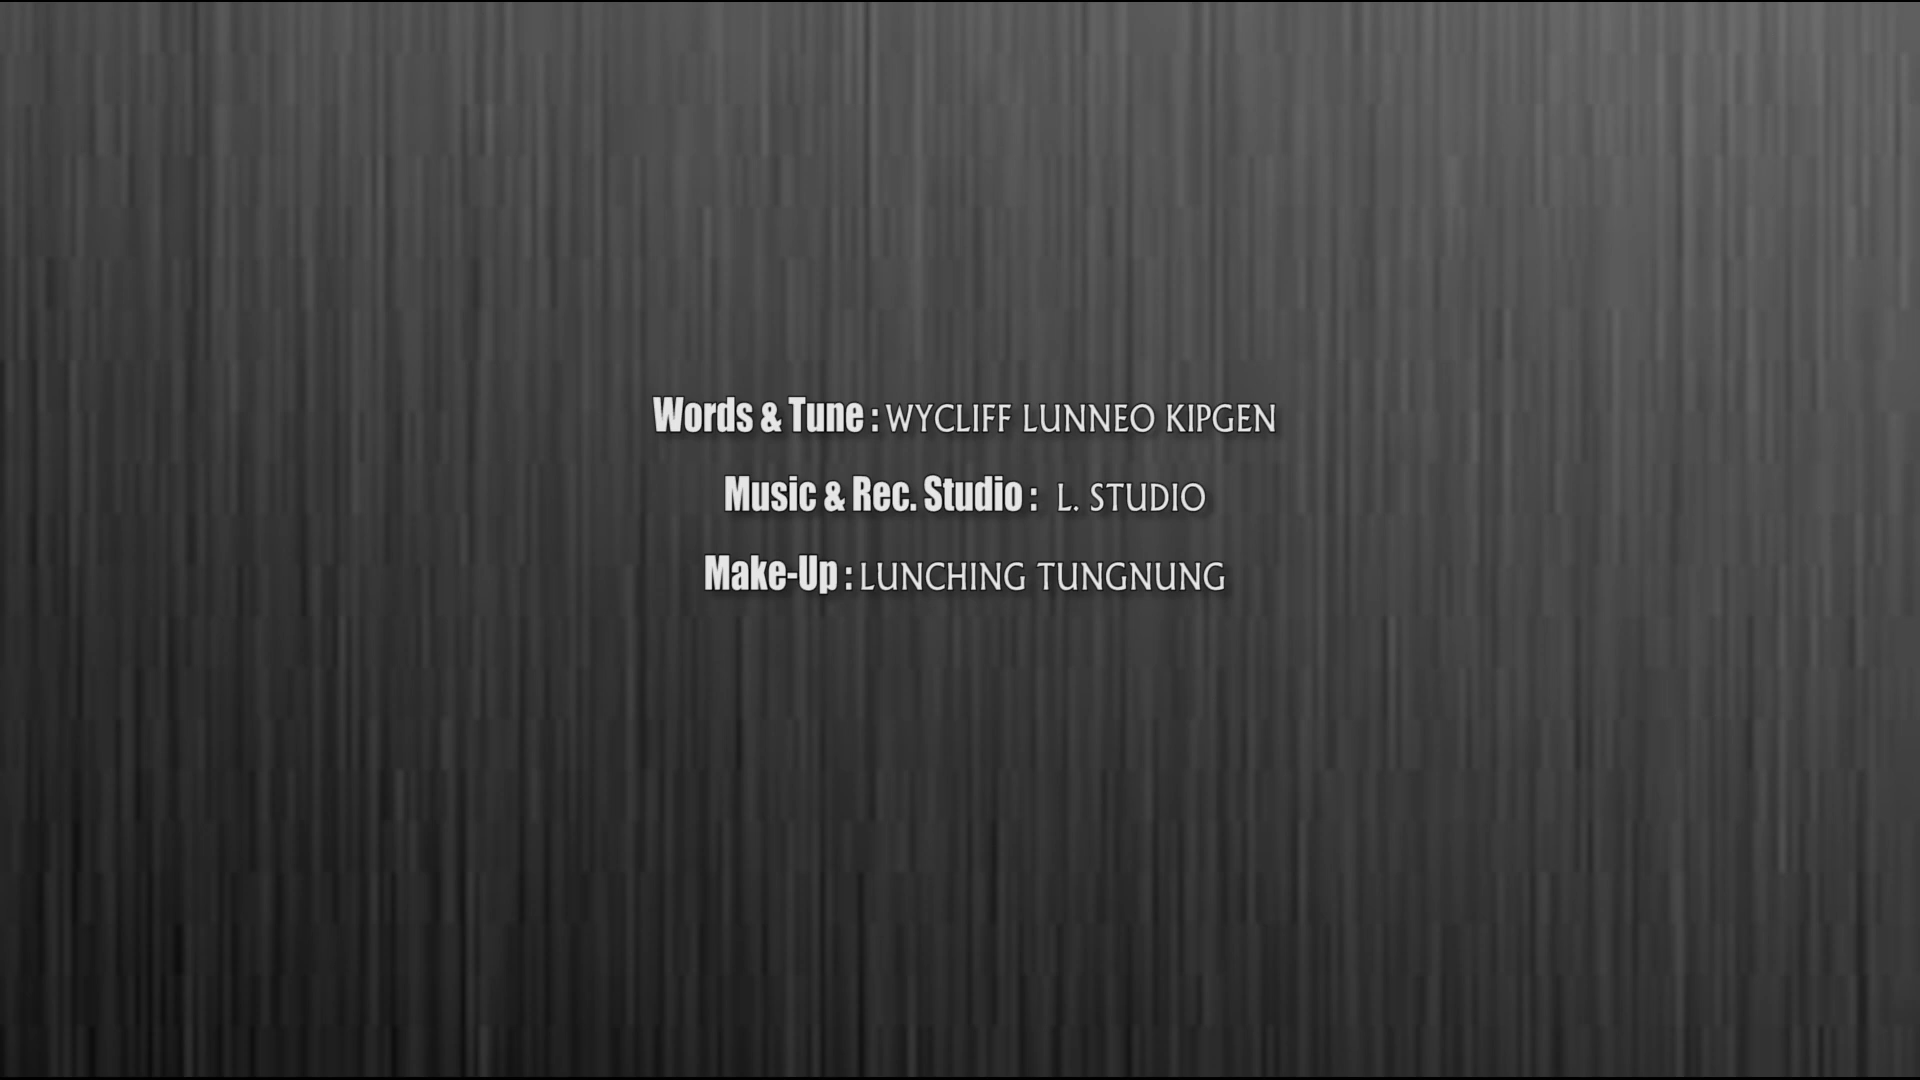 Words & Tune : WYCLIFF LUNNEO KIPGEN
Music & Rec. Studio : L. STUDIO
Make-Up : LUNCHING TUNGNUNG